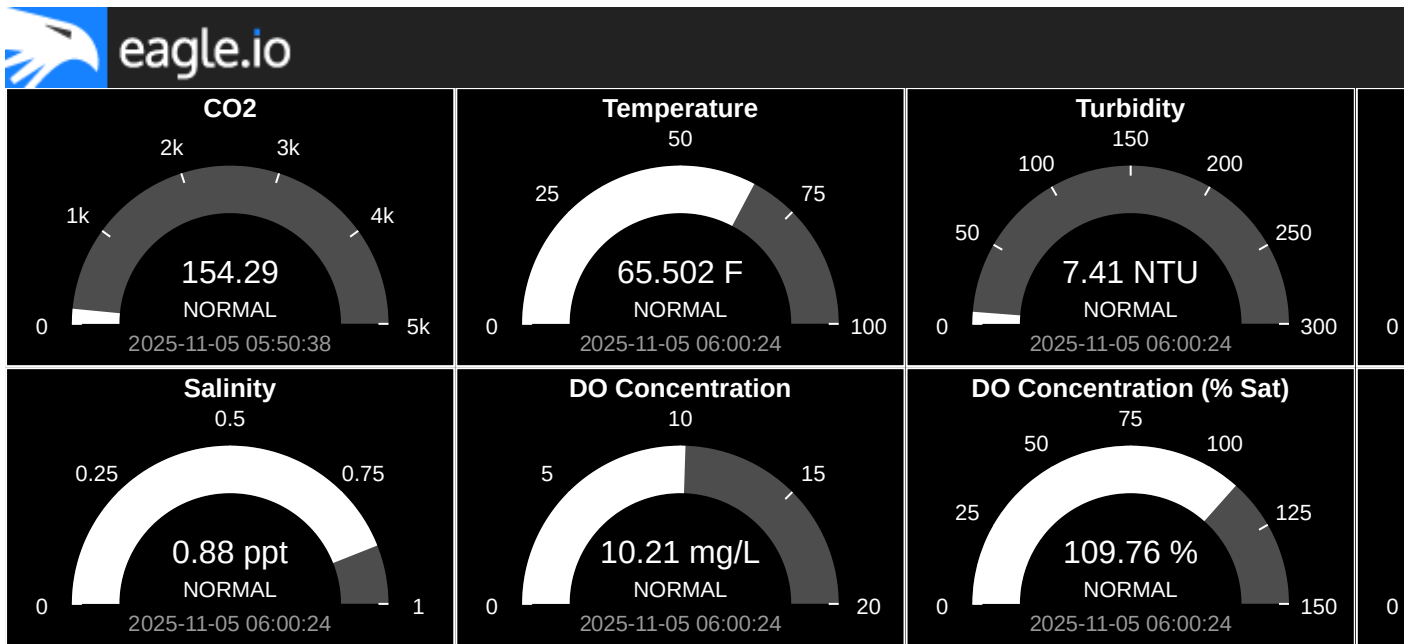 eagle.io
CO2
0
1k
2k
3k
4k
5k
154.29
NORMAL
2025-11-05 05:50:38
Temperature
0
25
50
75
100
65.502 F
NORMAL
2025-11-05 06:00:24
Turbidity
0
50
100
150
200
250
300
7.41 NTU
NORMAL
2025-11-05 06:00:24
0
Salinity
0
0.25
0.5
0.75
1
0.88 ppt
NORMAL
2025-11-05 06:00:24
DO Concentration
0
5
10
15
20
10.21 mg/L
NORMAL
2025-11-05 06:00:24
DO Concentration (% Sat)
0
25
50
75
100
125
150
109.76 %
NORMAL
2025-11-05 06:00:24
0